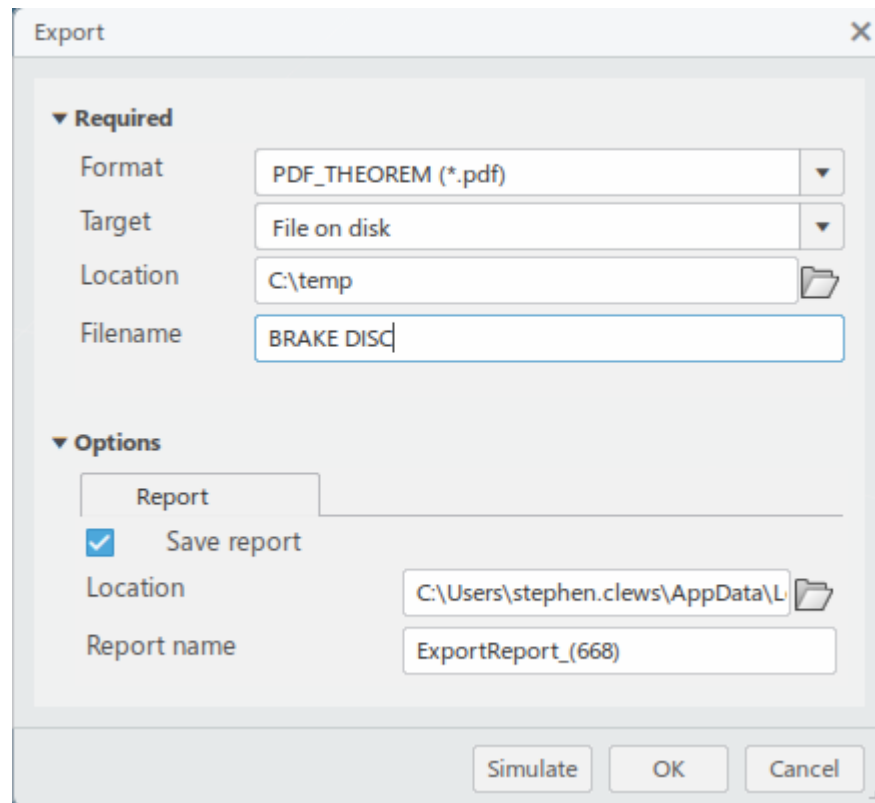 Export
Required
Format PDF_THEOREM (*.pdf)
Target File on disk
Location C:\temp
Filename BRAKE DISC
Options
Report
Save report
Location C:\Users\stephen.clews\AppData\L
Report name ExportReport_(668)
Simulate OK Cancel